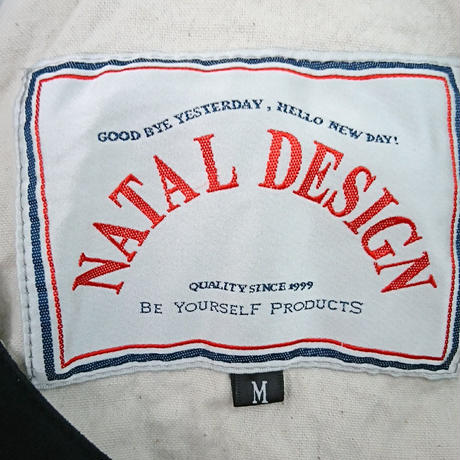 GOOD BYE YESTERDAY, HELLO NEW DAY!
NATAL DESIGN
QUALITY SINCE 1999
BE YOURSELF PRODUCTS
M